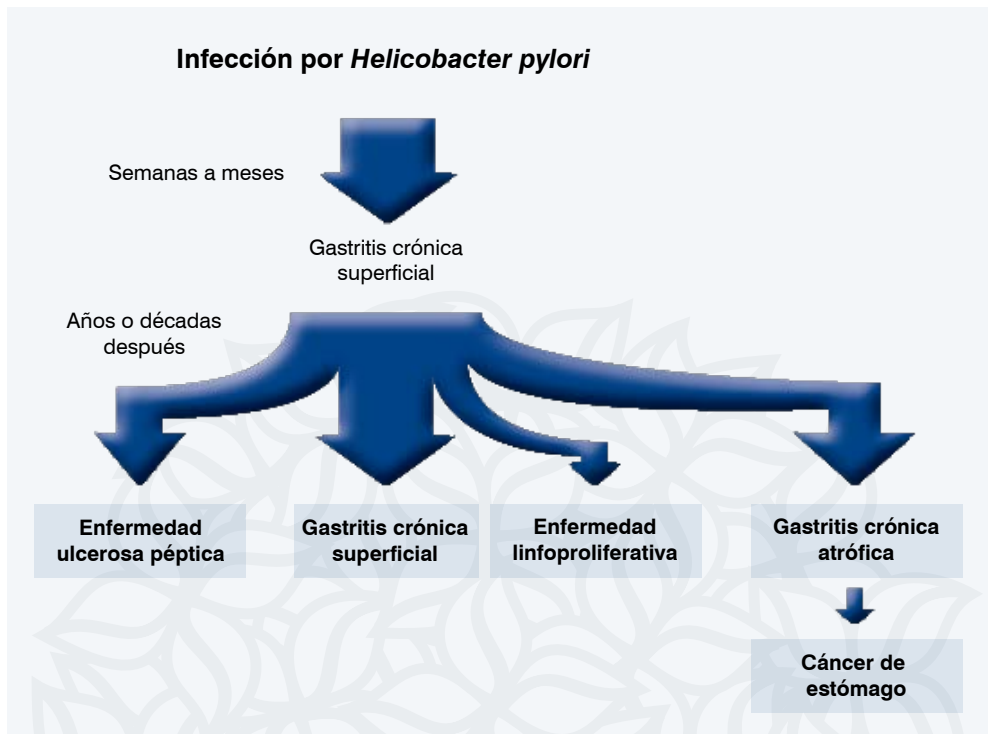 Infección por Helicobacter pylori
Semanas a meses
Gastritis crónica
superficial
Años o décadas
después
Enfermedad
ulcerosa péptica
Gastritis crónica
superficial
Enfermedad
linfoproliferativa
Gastritis crónica
atrófica
Cáncer de
estómago